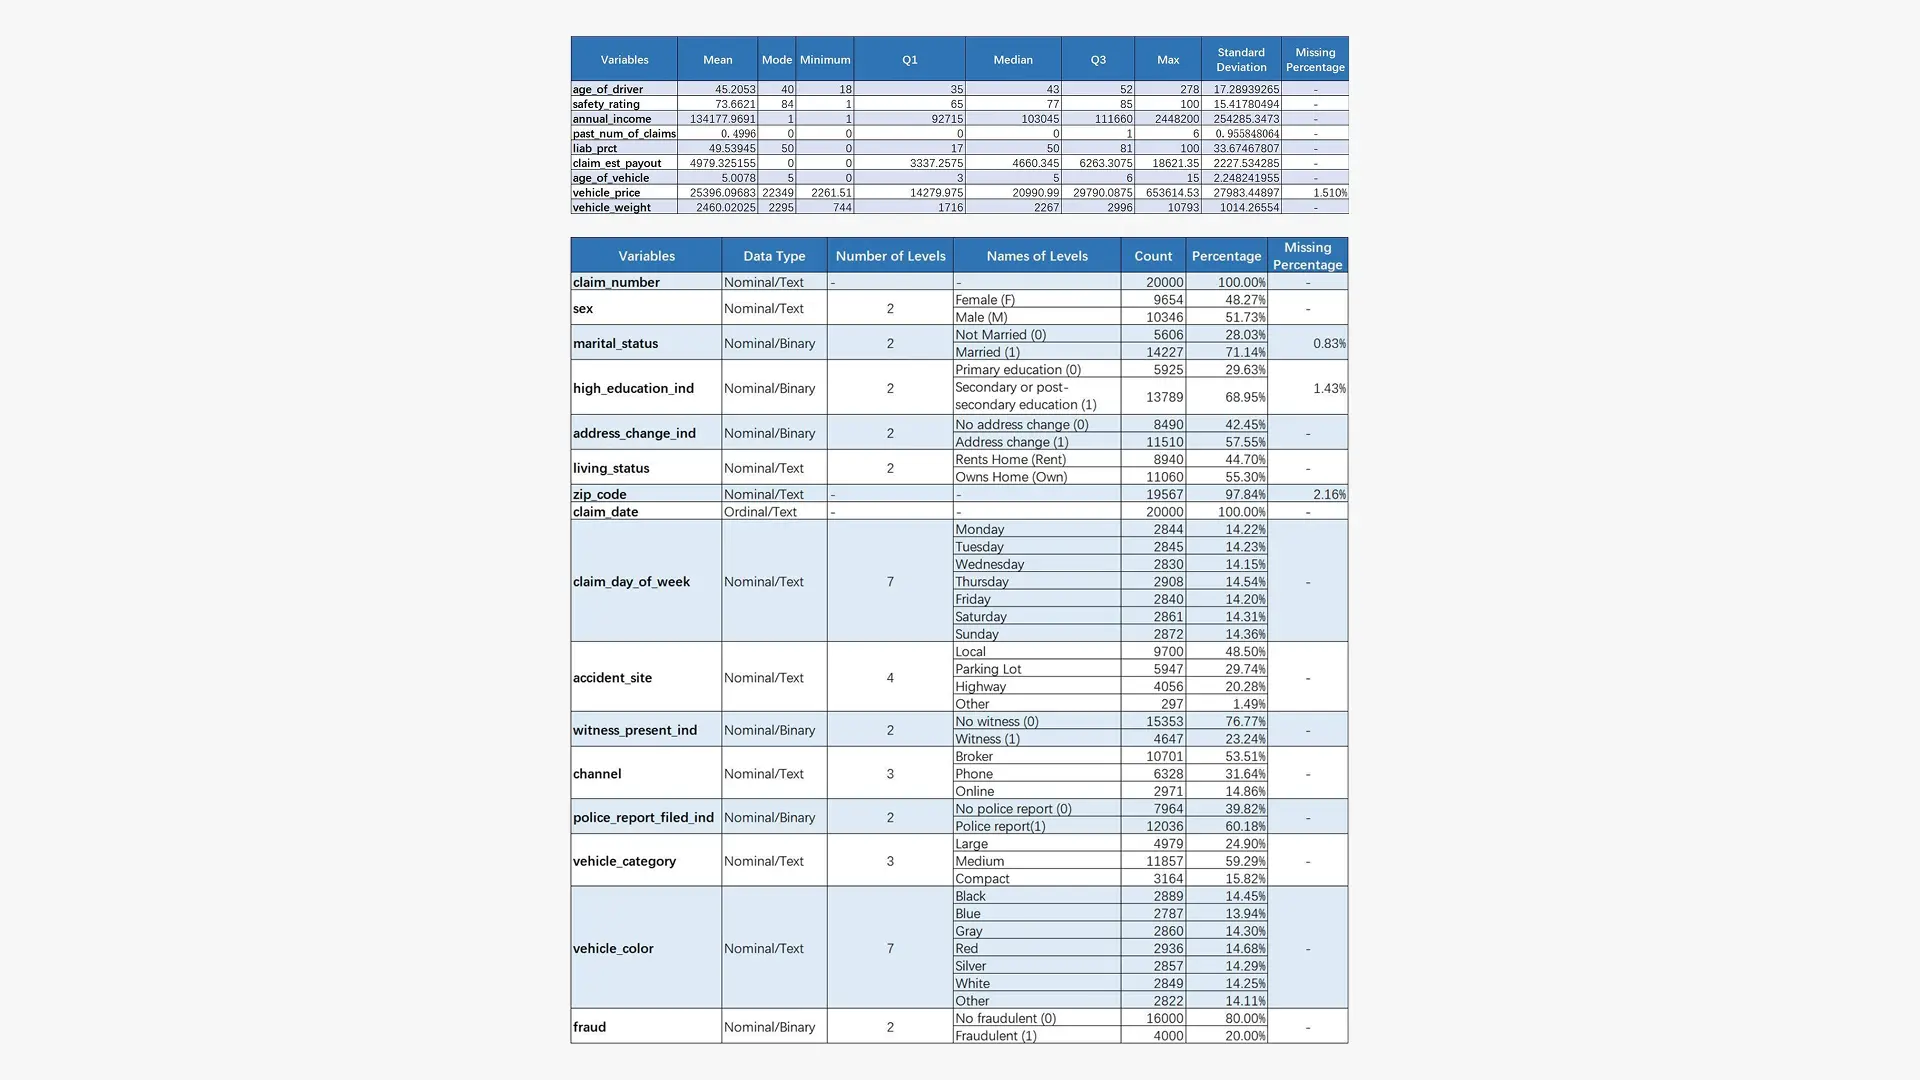 Variables Mean Mode Minimum Q1 Median Q3 Max Standard Deviation Missing Percentage
age_of_driver 45.2053 40 18 35 43 52 278 17.28939265 -
safety_rating 73.6621 84 1 65 77 85 100 15.41780494 -
annual_income 134177.9691 1 1 92715 103045 111660 2448200 254285.3473 -
past_num_of_claims 0.4996 0 0 0 0 1 6 0.955848064 -
liab_prct 49.53945 50 0 17 50 81 100 33.67467807 -
claim_est_payout 4979.325155 0 0 3337.2575 4660.345 6263.3075 18621.35 2227.534285 -
age_of_vehicle 5.0078 5 0 3 5 6 15 2.248241955 -
vehicle_price 25396.09683 22349 2261.51 14279.975 20990.99 29790.0875 653614.53 27983.44897 1.510%
vehicle_weight 2460.02025 2295 744 1716 2267 2996 10793 1014.26554 -
Variables Data Type Number of Levels Names of Levels Count Percentage Missing Percentage
claim_number Nominal/Text - - 20000 100.00% -
sex Nominal/Text 2 Female (F) 9654 48.27% -
Male (M) 10346 51.73%
marital_status Nominal/Binary 2 Not Married (0) 5606 28.03% 0.83%
Married (1) 14227 71.14%
high_education_ind Nominal/Binary 2 Primary education (0) 5925 29.63% 1.43%
Secondary or post-
secondary education (1) 13789 68.95%
address_change_ind Nominal/Binary 2 No address change (0) 8490 42.45% -
Address change (1) 11510 57.55%
living_status Nominal/Text 2 Rents Home (Rent) 8940 44.70% -
Owns Home (Own) 11060 55.30%
zip_code Nominal/Text - - 19567 97.84% 2.16%
claim_date Ordinal/Text - - 20000 100.00% -
claim_day_of_week Nominal/Text 7 Monday 2844 14.22% -
Tuesday 2845 14.23%
Wednesday 2830 14.15%
Thursday 2908 14.54%
Friday 2840 14.20%
Saturday 2861 14.31%
Sunday 2872 14.36%
accident_site Nominal/Text 4 Local 9700 48.50% -
Parking Lot 5947 29.74%
Highway 4056 20.28%
Other 297 1.49%
witness_present_ind Nominal/Binary 2 No witness (0) 15353 76.77% -
Witness (1) 4647 23.24%
channel Nominal/Text 3 Broker 10701 53.51% -
Phone 6328 31.64%
Online 2971 14.86%
police_report_filed_ind Nominal/Binary 2 No police report (0) 7964 39.82% -
Police report(1) 12036 60.18%
vehicle_category Nominal/Text 3 Large 4979 24.90% -
Medium 11857 59.29%
Compact 3164 15.82%
vehicle_color Nominal/Text 7 Black 2889 14.45% -
Blue 2787 13.94%
Gray 2860 14.30%
Red 2936 14.68%
Silver 2857 14.29%
White 2849 14.25%
Other 2822 14.11%
fraud Nominal/Binary 2 No fraudulent (0) 16000 80.00% -
Fraudulent (1) 4000 20.00%